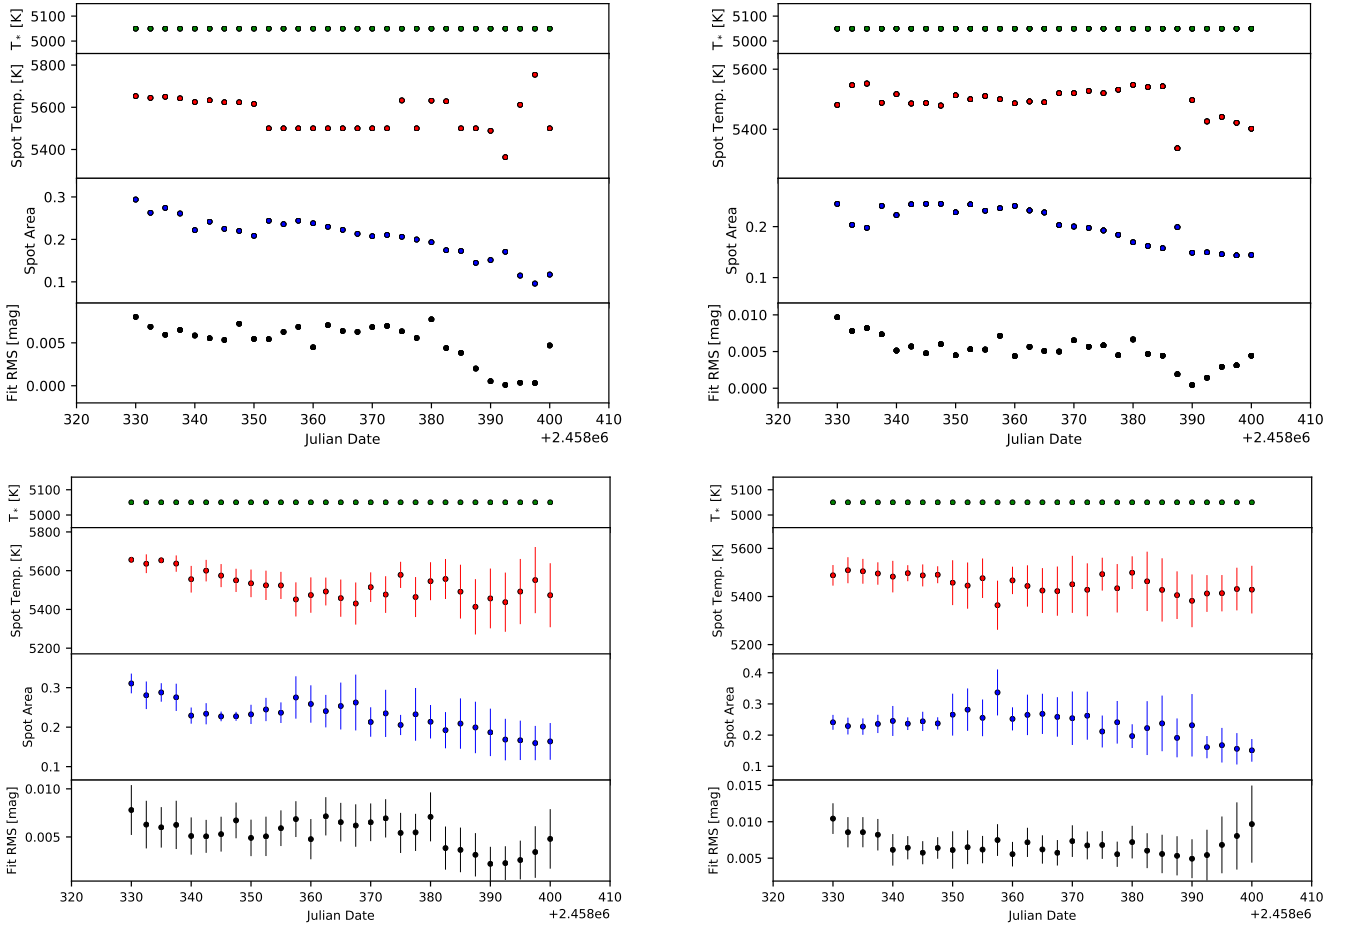 T * [K]
5100
5000
Spot Temp. [K]
5800
5600
5400
Spot Area
0.3
0.2
0.1
Fit RMS [mag]
0.005
0.000
320 330 340 350 360 370 380 390 400 410
Julian Date
+2.458e6
T * [K]
5100
5000
Spot Temp. [K]
5600
5400
Spot Area
0.2
0.1
Fit RMS [mag]
0.010
0.005
0.000
320 330 340 350 360 370 380 390 400 410
Julian Date
+2.458e6
T * [K]
5100
5000
Spot Temp. [K]
5800
5600
5400
5200
Spot Area
0.3
0.2
0.1
Fit RMS [mag]
0.010
0.005
320 330 340 350 360 370 380 390 400 410
Julian Date
+2.458e6
T * [K]
5100
5000
Spot Temp. [K]
5600
5400
5200
Spot Area
0.4
0.3
0.2
0.1
Fit RMS [mag]
0.015
0.010
0.005
320 330 340 350 360 370 380 390 400 410
Julian Date
+2.458e6